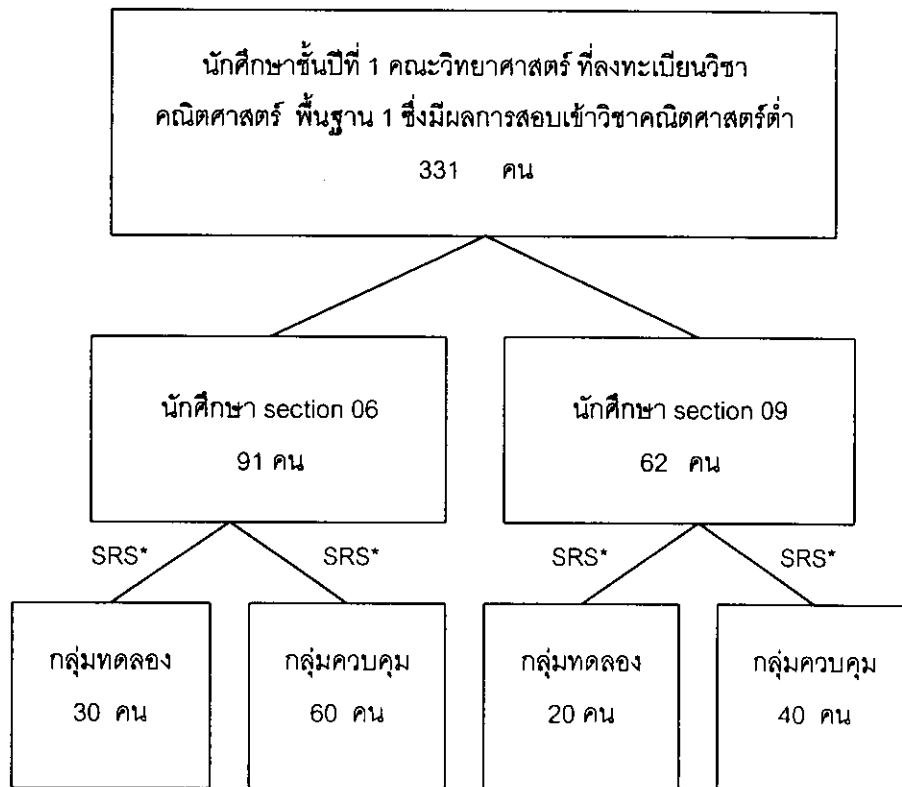 นักศึกษาชั้นปีที่ 1 คณะวิทยาศาสตร์ ที่ลงทะเบียนวิชา
คณิตศาสตร์ พื้นฐาน 1 ซึ่งมีผลการสอบเข้าวิชาคณิตศาสตร์ต่ำ
331 คน
นักศึกษา section 06
91 คน
นักศึกษา section 09
62 คน
SRS*
SRS*
SRS*
SRS*
กลุ่มทดลอง
30 คน
กลุ่มควบคุม
60 คน
กลุ่มทดลอง
20 คน
กลุ่มควบคุม
40 คน